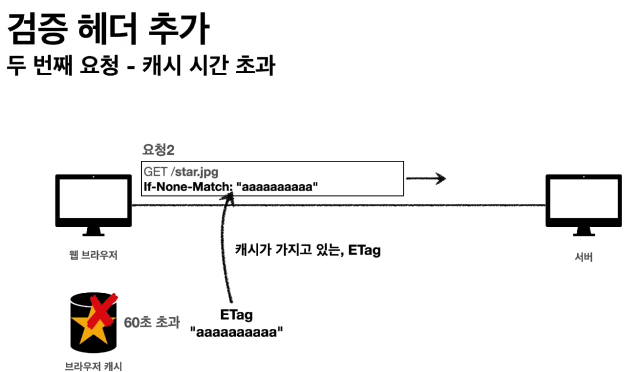 검증 헤더 추가
두 번째 요청 - 캐시 시간 초과
요청2
GET /star.jpg
If-None-Match: "aaaaaaaaaa"
웹 브라우저
서버
캐시가 가지고 있는, ETag
60초 초과
ETag
"aaaaaaaaaa"
브라우저 캐시